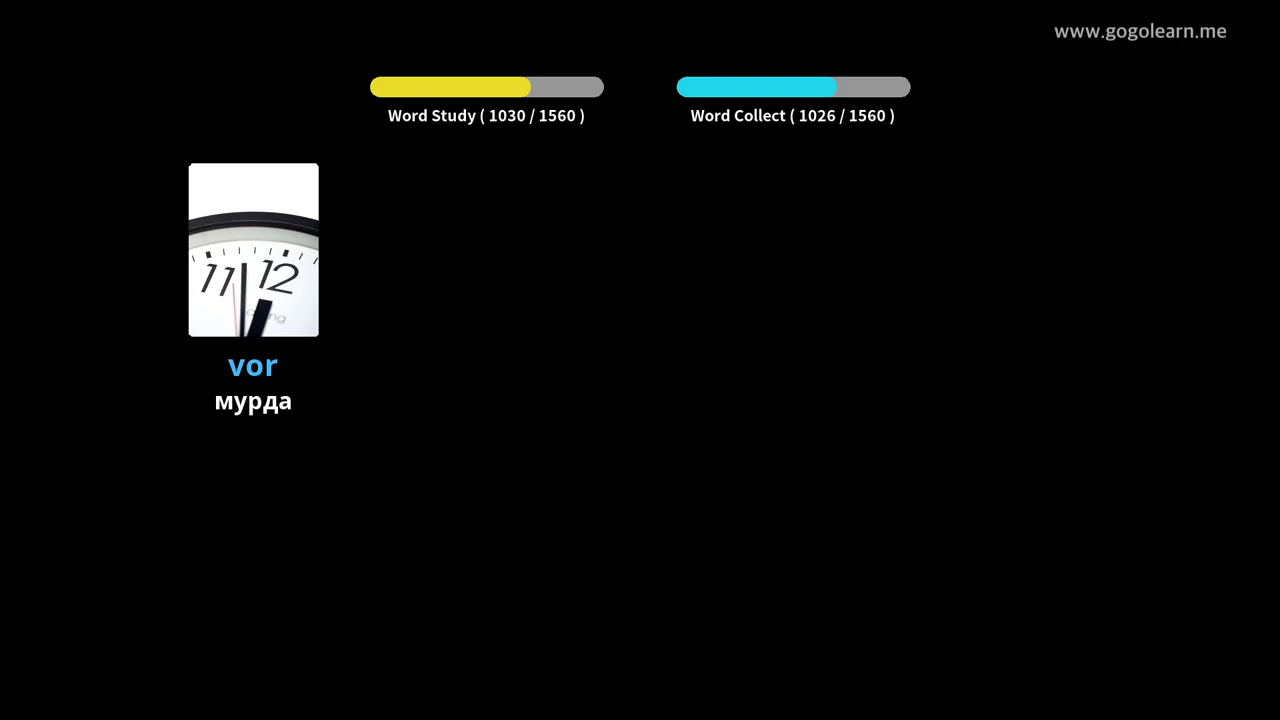 www.gogolearn.me
Word Study ( 1030 / 1560 )
Word Collect ( 1026 / 1560 )
11 12
vor
мурда